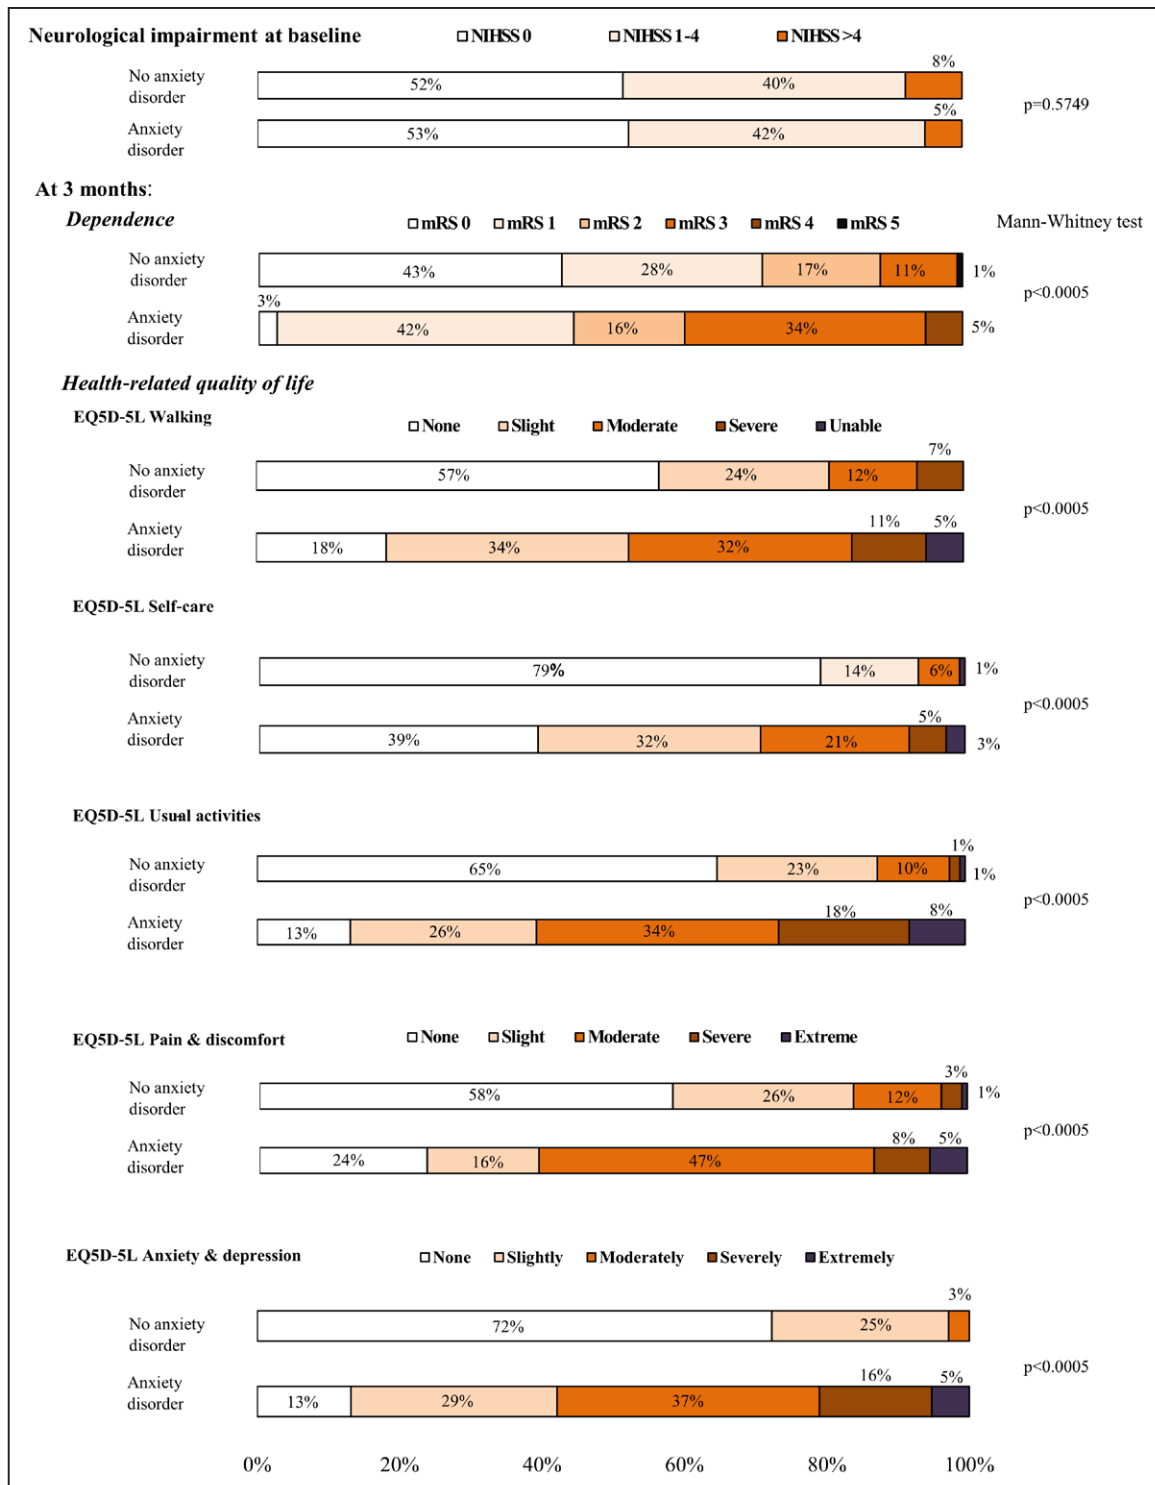 Neurological impairment at baseline NIHSS 0 NIHSS 1-4 NIHSS >4
No anxiety disorder 52% 40% 8%
p=0.5749
Anxiety disorder 53% 42% 5%
At 3 months:
Dependence mRS 0 mRS 1 mRS 2 mRS 3 mRS 4 mRS 5 Mann-Whitney test
No anxiety disorder 43% 28% 17% 11% 1%
p<0.0005
Anxiety disorder 3% 42% 16% 34% 5%
Health-related quality of life
EQ5D-5L Walking None Slight Moderate Severe Unable
No anxiety disorder 57% 24% 12% 7%
p<0.0005
Anxiety disorder 18% 34% 32% 11% 5%
EQ5D-5L Self-care
No anxiety disorder 79% 14% 6% 1%
p<0.0005
Anxiety disorder 39% 32% 21% 5% 3%
EQ5D-5L Usual activities
No anxiety disorder 65% 23% 10% 1% 1%
p<0.0005
Anxiety disorder 13% 26% 34% 18% 8%
EQ5D-5L Pain & discomfort None Slight Moderate Severe Extreme
No anxiety disorder 58% 26% 12% 3% 1%
p<0.0005
Anxiety disorder 24% 16% 47% 8% 5%
EQ5D-5L Anxiety & depression None Slightly Moderately Severely Extremely
No anxiety disorder 72% 25% 3%
p<0.0005
Anxiety disorder 13% 29% 37% 16% 5%
0% 20% 40% 60% 80% 100%